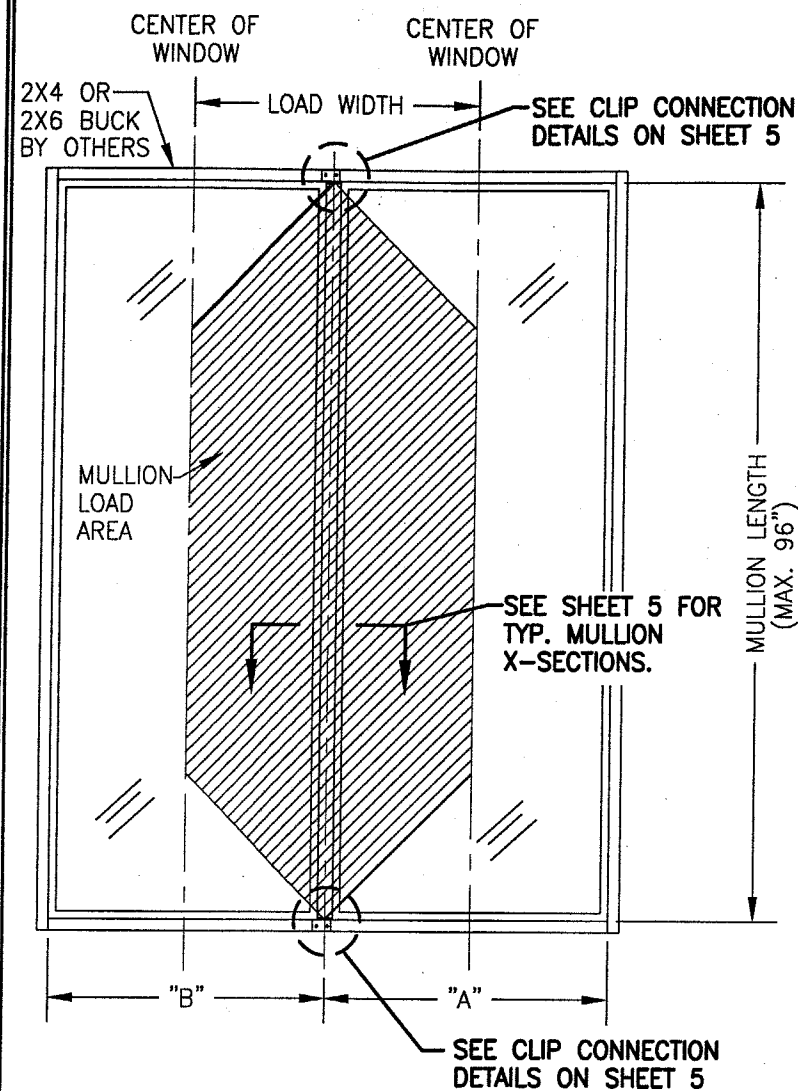 CENTER OF
WINDOW
CENTER OF
WINDOW
2X4 OR
2X6 BUCK
BY OTHERS
LOAD WIDTH
SEE CLIP CONNECTION
DETAILS ON SHEET 5
MULLION
LOAD
AREA
MULLION LENGTH
(MAX. 96")
SEE SHEET 5 FOR
TYP. MULLION
X-SECTIONS.
"B"
"A"
SEE CLIP CONNECTION
DETAILS ON SHEET 5